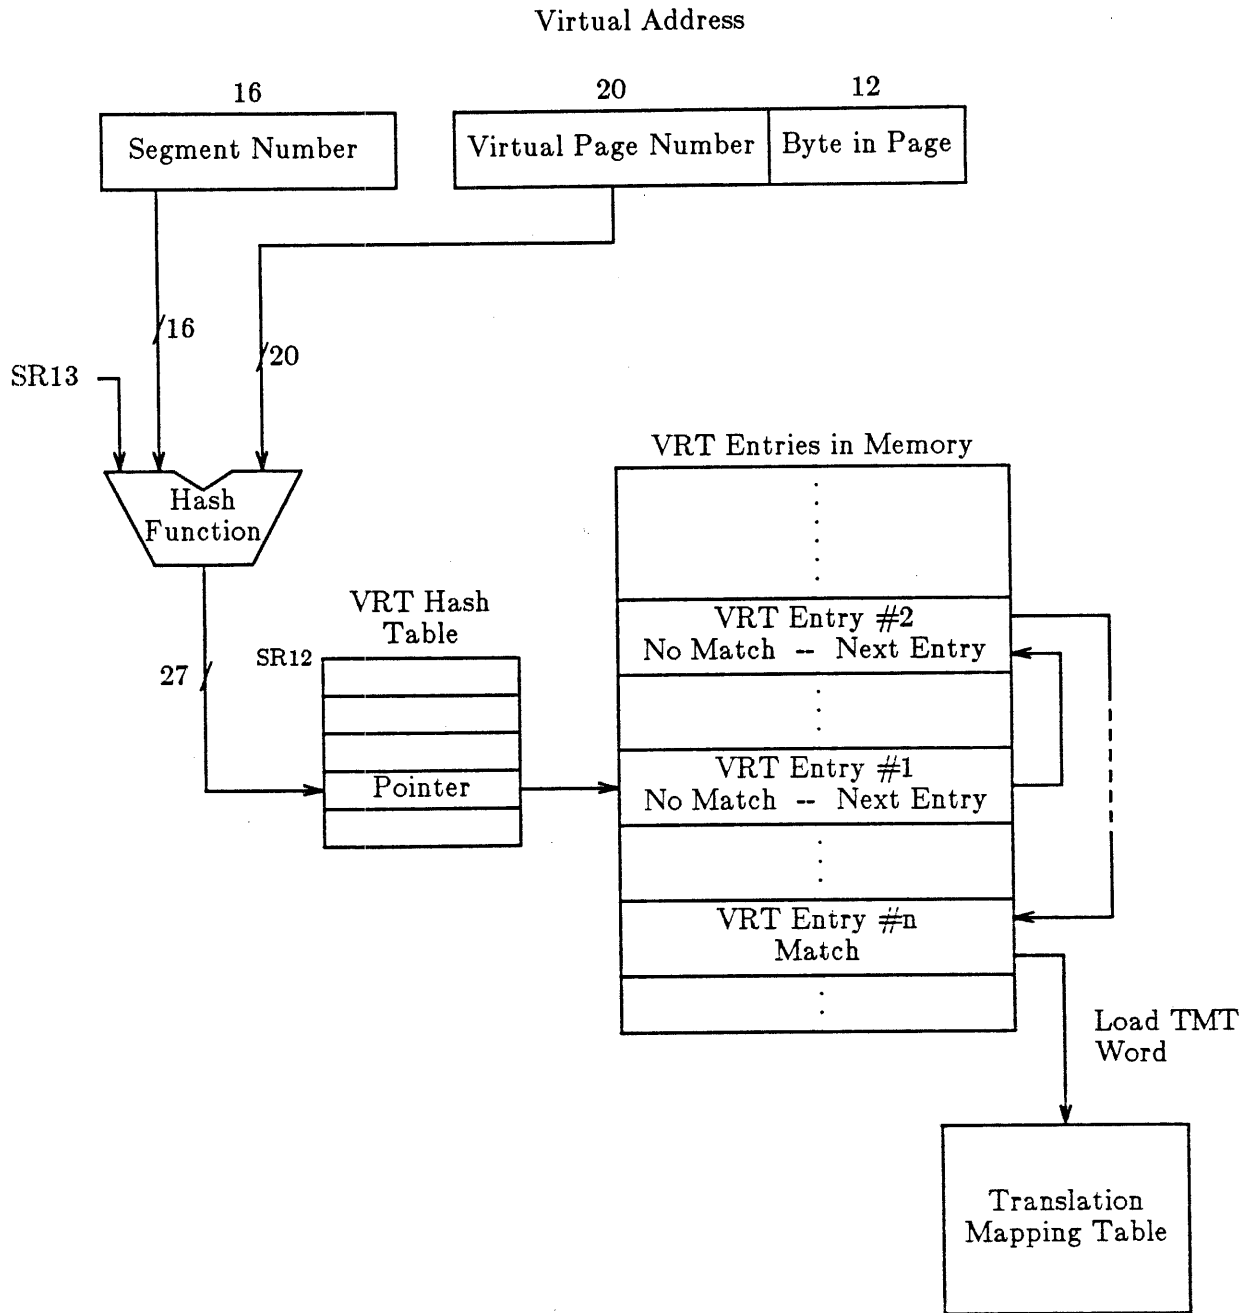 Virtual Address
16
20
12
Segment Number
Virtual Page Number
Byte in Page
16
20
SR13
Hash
Function
VRT Entries in Memory
VRT Entry #2
No Match -- Next Entry
VRT Hash
Table
27
SR12
Pointer
VRT Entry #1
No Match -- Next Entry
VRT Entry #n
Match
Load TMT
Word
Translation
Mapping Table